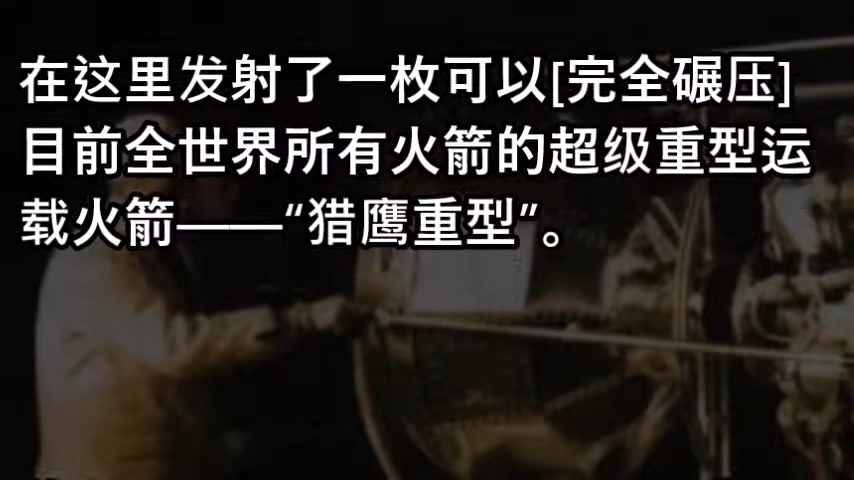 在这里发射了一枚可以[完全碾压]
目前全世界所有火箭的超级重型运
载火箭——“猎鹰重型”。